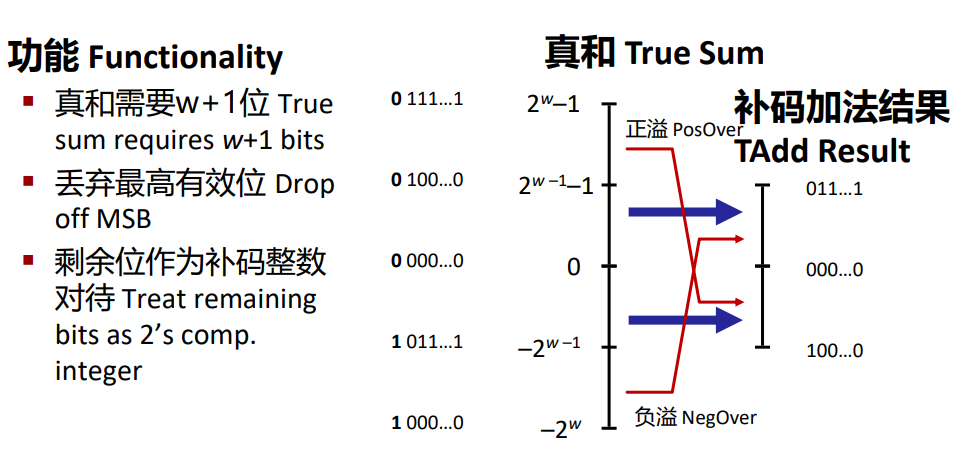 功能 Functionality
▪ 真和需要w+1位 True
sum requires w+1 bits
▪ 丢弃最高有效位 Drop
off MSB
▪ 剩余位作为补码整数
对待 Treat remaining
bits as 2's comp.
integer
0 111…1
0 100…0
0 000…0
1 011…1
1 000…0
真和 True Sum
2ʷ–1
正溢 PosOver
2ʷ⁻¹–1
0
–2ʷ⁻¹
负溢 NegOver
–2ʷ
补码加法结果
TAdd Result
011…1
000…0
100…0